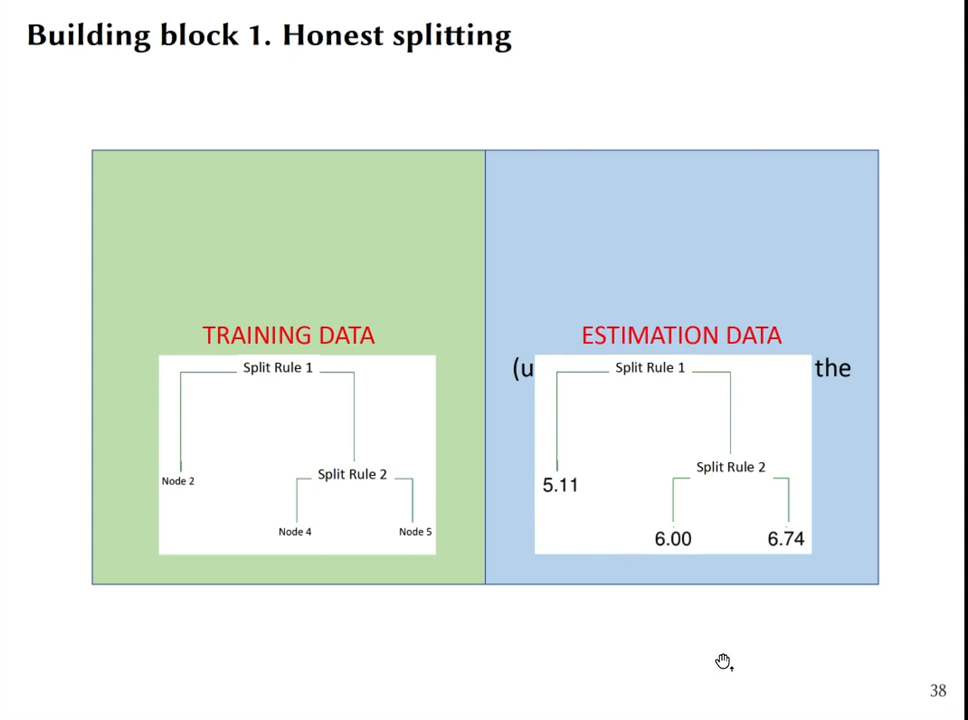 Building block 1. Honest splitting
TRAINING DATA
Split Rule 1
Split Rule 2
Node 2
Node 4
Node 5
ESTIMATION DATA
(u
the
Split Rule 1
Split Rule 2
5.11
6.00
6.74
38